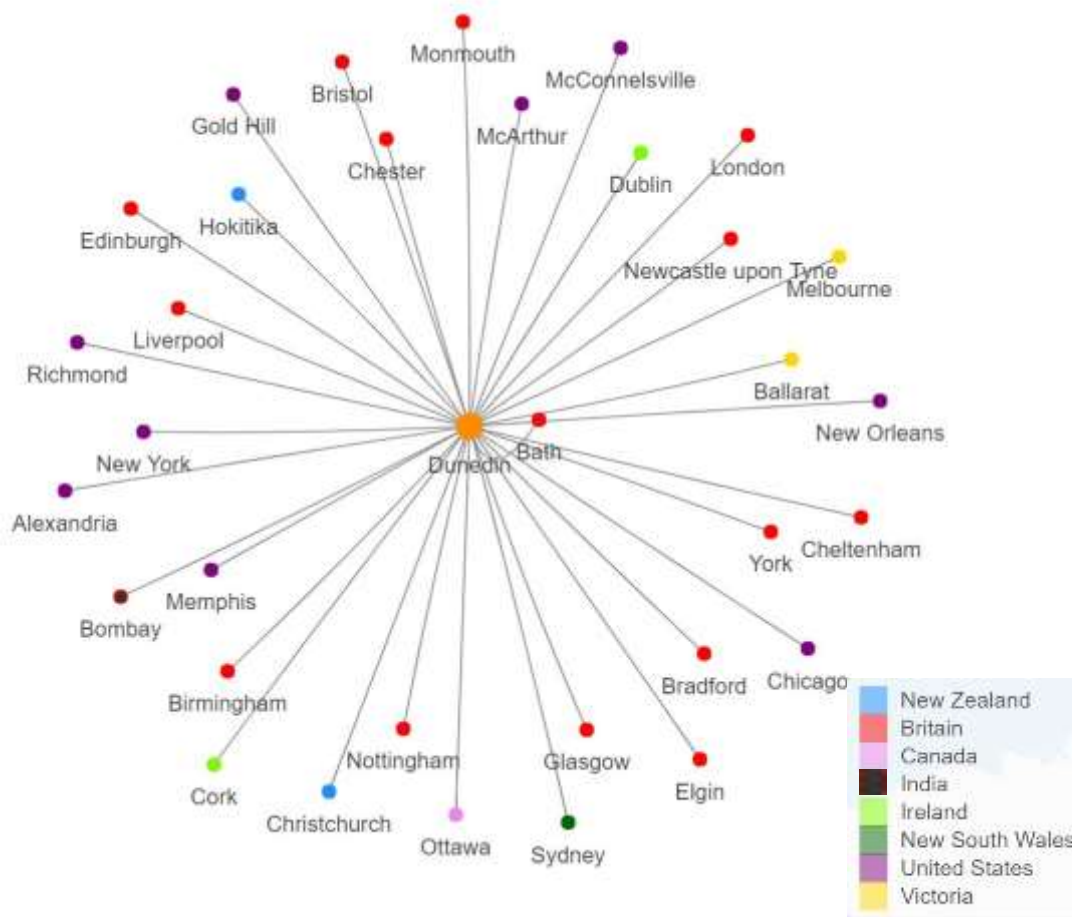 Monmouth
McConnelsville
Bristol
Gold Hill
McArthur
Chester
London
Dublin
Hokitika
Edinburgh
Newcastle upon Tyne
Melbourne
Liverpool
Richmond
Ballarat
New Orleans
Bath
New York
Dunedin
Alexandria
Cheltenham
York
Memphis
Bombay
Chicago
Bradford
Birmingham
Nottingham
Glasgow
Elgin
Cork
Christchurch
Ottawa
Sydney
New Zealand
Britain
Canada
India
Ireland
New South Wales
United States
Victoria